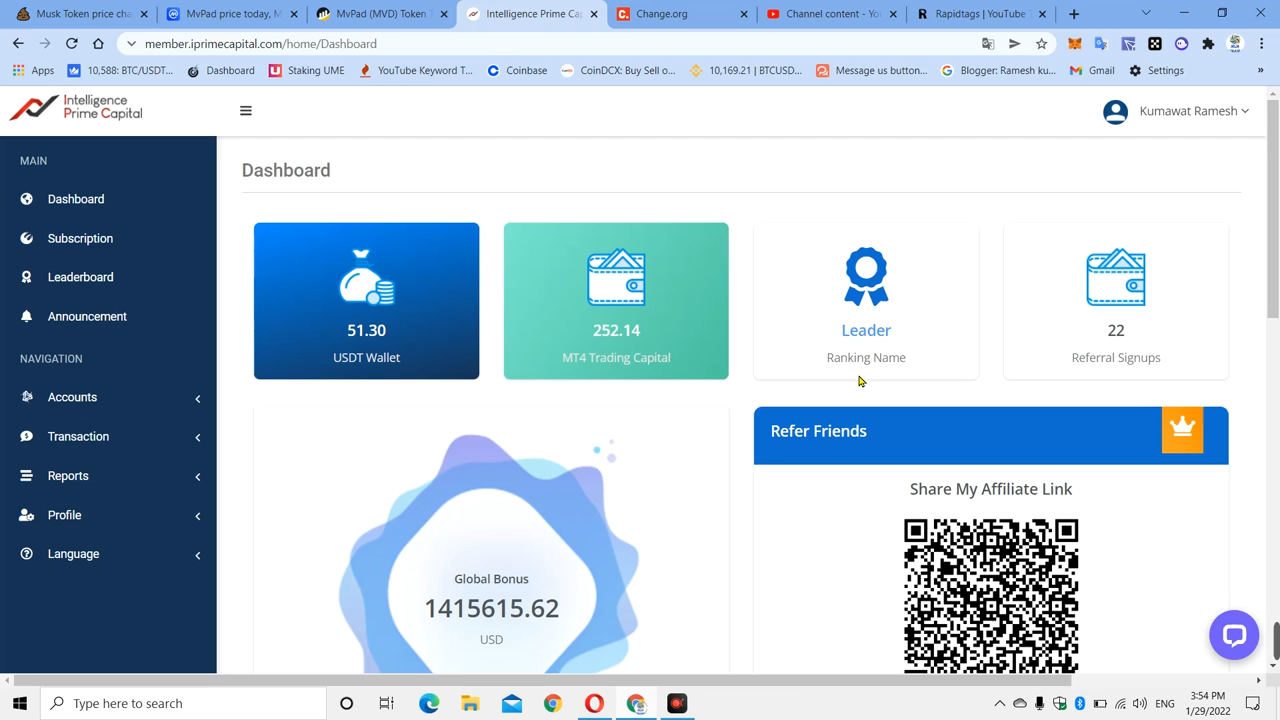 Musk Token price cha
MvPad price today, M
MvPad (MVD) Token T
Intelligence Prime Cap
Change.org
Channel content - You
Rapidtags | YouTube
member.iprimecapital.com/home/Dashboard
Apps
10,588: BTC/USDT...
Dashboard
Staking UME
YouTube Keyword T...
Coinbase
CoinDCX: Buy Sell o...
10,169.21 | BTCUSD...
Message us button...
Blogger: Ramesh ku...
Gmail
Settings
»
Intelligence
Prime Capital
Kumawat Ramesh
MAIN
Dashboard
Subscription
Leaderboard
Announcement
NAVIGATION
Accounts
Transaction
Reports
Profile
Language
Dashboard
51.30
USDT Wallet
252.14
MT4 Trading Capital
Leader
Ranking Name
22
Referral Signups
Global Bonus
1415615.62
USD
Refer Friends
Share My Affiliate Link
Type here to search
ENG
3:54 PM
1/29/2022